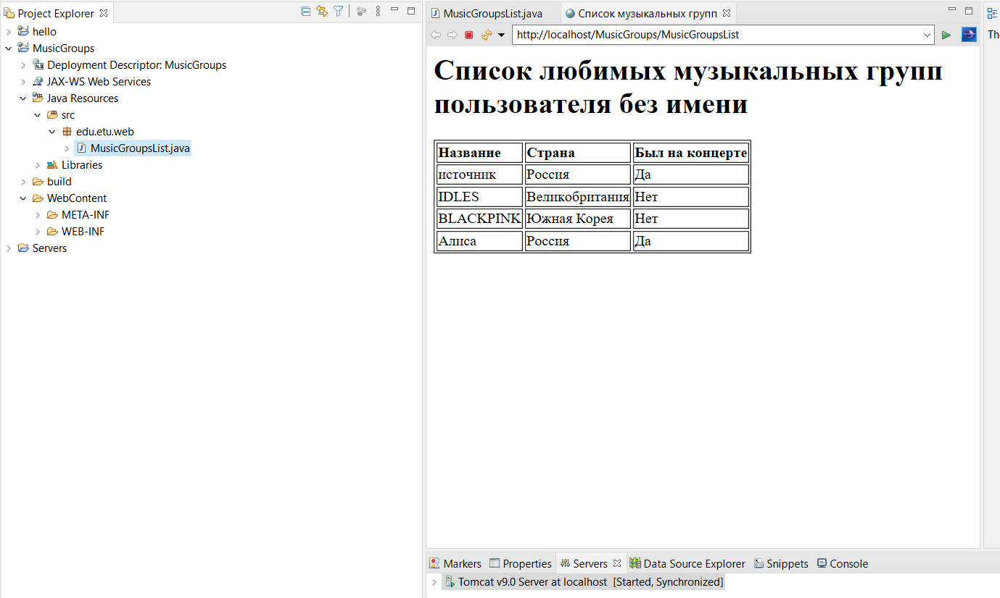 Project Explorer
hello
MusicGroups
Deployment Descriptor: MusicGroups
JAX-WS Web Services
Java Resources
src
edu.etu.web
MusicGroupsList.java
Libraries
build
WebContent
META-INF
WEB-INF
Servers
MusicGroupsList.java
Список музыкальных групп
http://localhost/MusicGroups/MusicGroupsList
Список любимых музыкальных групп
пользователя без имени
Название Страна Был на концерте
источник Россия Да
IDLES Великобритания Нет
BLACKPINK Южная Корея Нет
Алиса Россия Да
Markers Properties Servers Data Source Explorer Snippets Console
Tomcat v9.0 Server at localhost [Started, Synchronized]